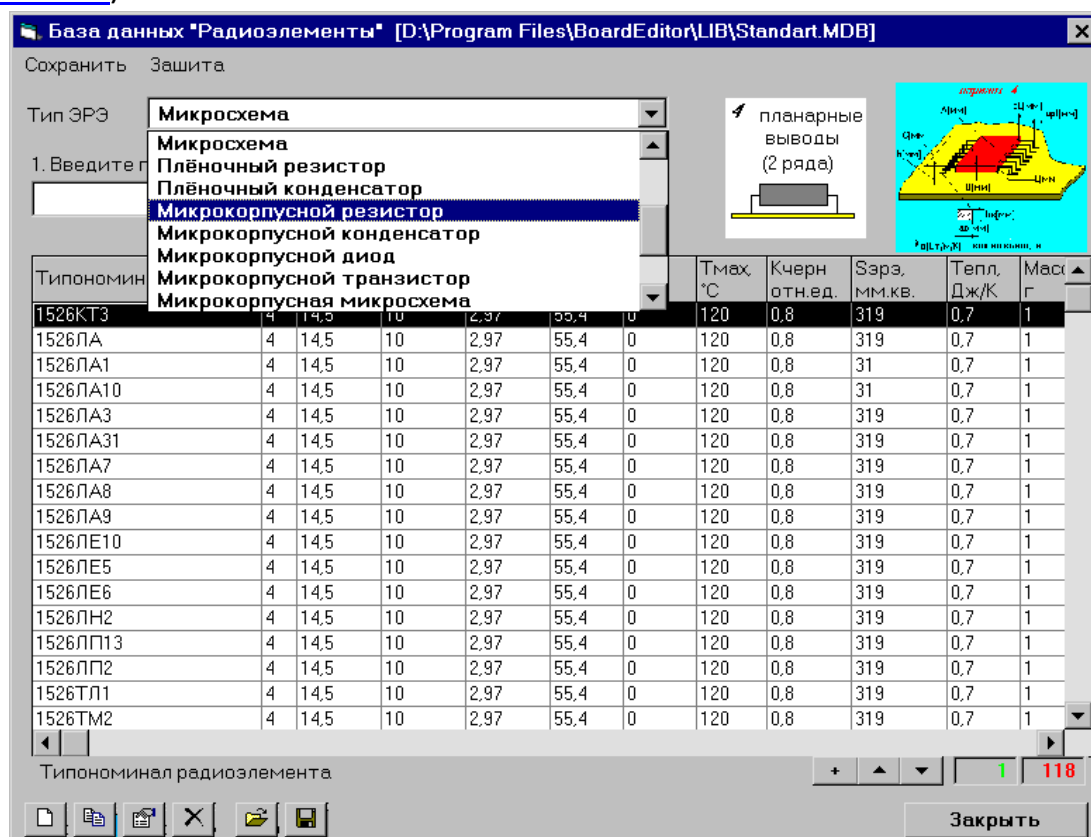 База данных "Радиоэлементы" [D:\Program Files\BoardEditor\LIB\Standart.MDB]
Сохранить Зашита
Тип ЭРЭ Микросхема
Микросхема
Плёночный резистор
Плёночный конденсатор
Микрокорпусной резистор
Микрокорпусной конденсатор
Микрокорпусной диод
Микрокорпусной транзистор
Микрокорпусная микросхема
1. Введите
4 планарные
выводы
(2 ряда)
вариант 4
Типономин Tмах, °C Кчерн отн.ед. Sэрэ, мм.кв. Тепл, Дж/К Масс г
1526КТ3 4 14,5 10 2,97 55,4 0 120 0,8 319 0,7 1
1526ЛА 4 14,5 10 2,97 55,4 0 120 0,8 319 0,7 1
1526ЛА1 4 14,5 10 2,97 55,4 0 120 0,8 31 0,7 1
1526ЛА10 4 14,5 10 2,97 55,4 0 120 0,8 31 0,7 1
1526ЛА3 4 14,5 10 2,97 55,4 0 120 0,8 319 0,7 1
1526ЛА31 4 14,5 10 2,97 55,4 0 120 0,8 319 0,7 1
1526ЛА7 4 14,5 10 2,97 55,4 0 120 0,8 319 0,7 1
1526ЛА8 4 14,5 10 2,97 55,4 0 120 0,8 319 0,7 1
1526ЛА9 4 14,5 10 2,97 55,4 0 120 0,8 319 0,7 1
1526ЛЕ10 4 14,5 10 2,97 55,4 0 120 0,8 319 0,7 1
1526ЛЕ5 4 14,5 10 2,97 55,4 0 120 0,8 319 0,7 1
1526ЛЕ6 4 14,5 10 2,97 55,4 0 120 0,8 319 0,7 1
1526ЛН2 4 14,5 10 2,97 55,4 0 120 0,8 319 0,7 1
1526ЛП13 4 14,5 10 2,97 55,4 0 120 0,8 319 0,7 1
1526ЛП2 4 14,5 10 2,97 55,4 0 120 0,8 319 0,7 1
1526ТЛ1 4 14,5 10 2,97 55,4 0 120 0,8 319 0,7 1
1526ТМ2 4 14,5 10 2,97 55,4 0 120 0,8 319 0,7 1
Типономинал радиоэлемента + 1 118
Закрыть